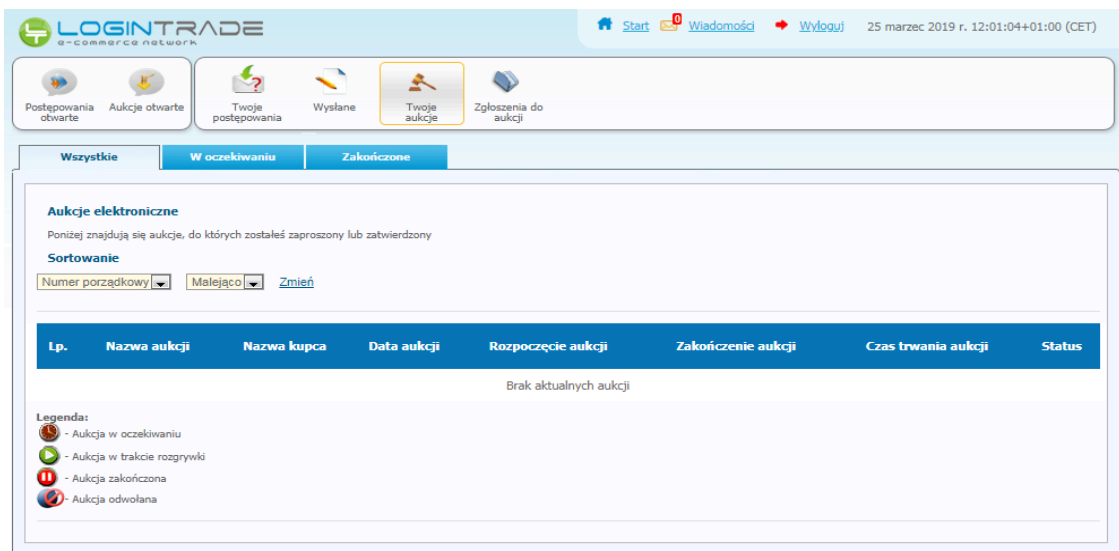 LOGINTRADE
e-commerce network
Start 0 Wiadomości Wyloguj 25 marzec 2019 r. 12:01:04+01:00 (CET)
Postępowania otwarte Aukcje otwarte Twoje postępowania Wysłane Twoje aukcje Zgłoszenia do aukcji
Wszystkie W oczekiwaniu Zakończone
Aukcje elektroniczne
Poniżej znajdują się aukcje, do których zostałeś zaproszony lub zatwierdzony
Sortowanie
Numer porządkowy Malejąco Zmień
Lp. Nazwa aukcji Nazwa kupca Data aukcji Rozpoczęcie aukcji Zakończenie aukcji Czas trwania aukcji Status
Brak aktualnych aukcji
Legenda:
- Aukcja w oczekiwaniu
- Aukcja w trakcie rozgrywki
- Aukcja zakończona
- Aukcja odwołana